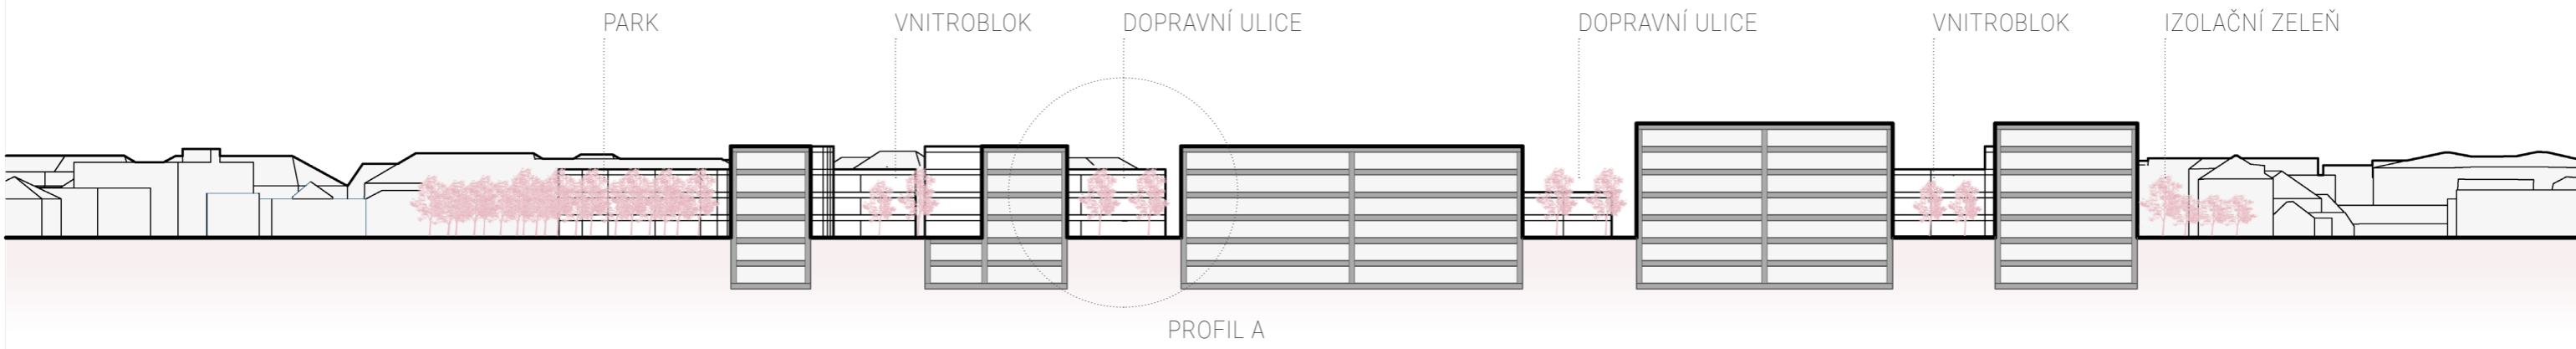 PARK
VNITROBLOK
DOPRAVNÍ ULICE
DOPRAVNÍ ULICE
VNITROBLOK
IZOLAČNÍ ZELEŇ
PROFIL A